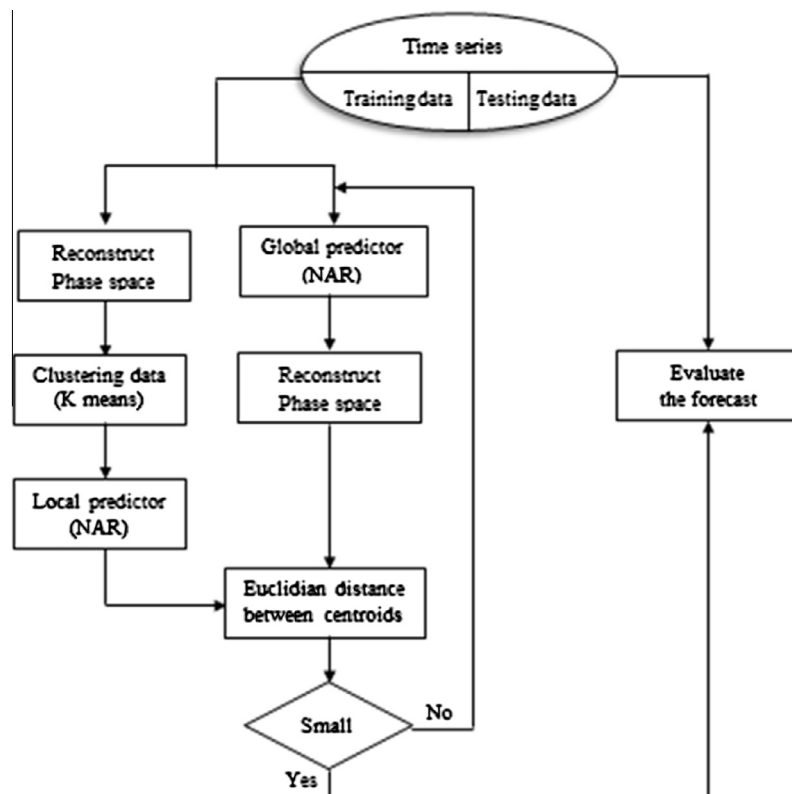 Time series
Training data
Testing data
Reconstruct
Phase space
Global predictor
(NAR)
Clustering data
(K means)
Reconstruct
Phase space
Evaluate
the forecast
Local predictor
(NAR)
Euclidian distance
between centroids
Small
No
Yes